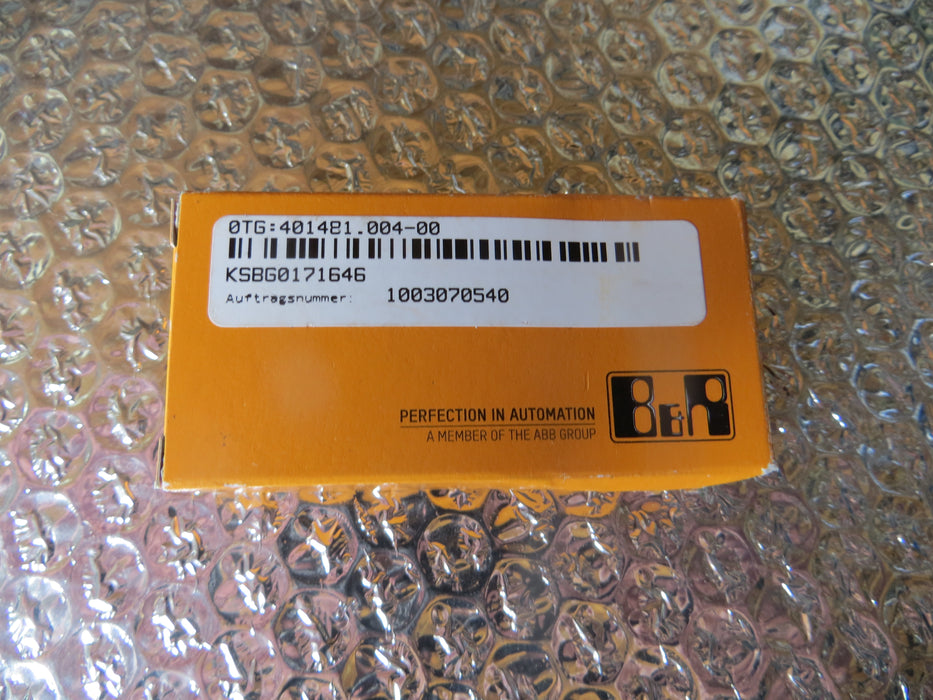 0TG:401481.004-00
KSBG0171646
Auftragsnummer: 1003070540
PERFECTION IN AUTOMATION
A MEMBER OF THE ABB GROUP
B&R